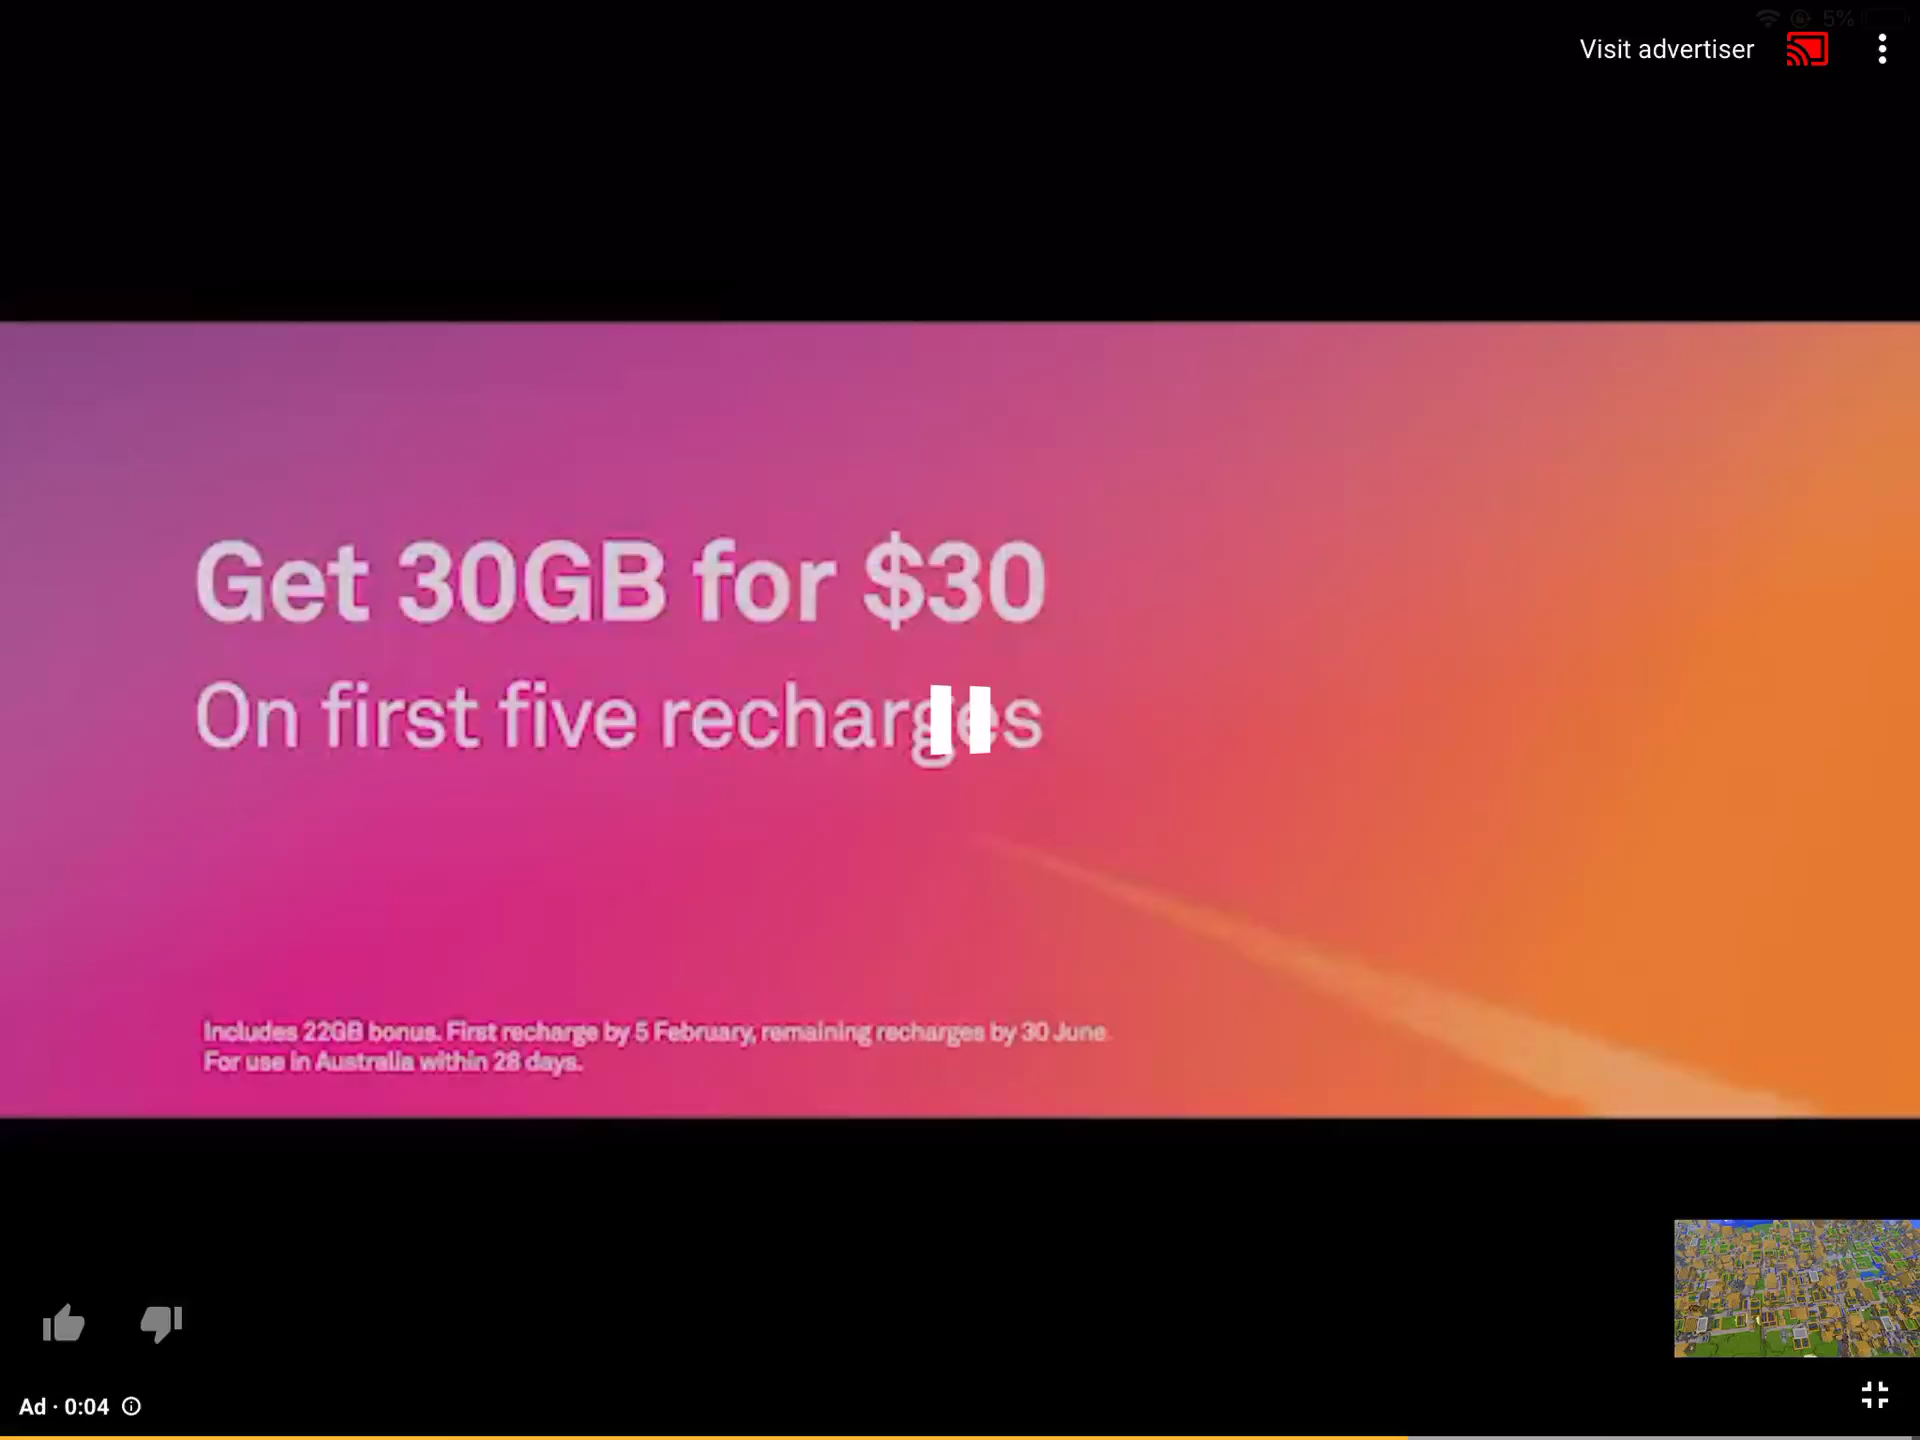 5%
Visit advertiser
Get 30GB for $30
On first five recharges
Includes 22GB bonus. First recharge by 5 February, remaining recharges by 30 June.
For use in Australia within 28 days.
Ad · 0:04